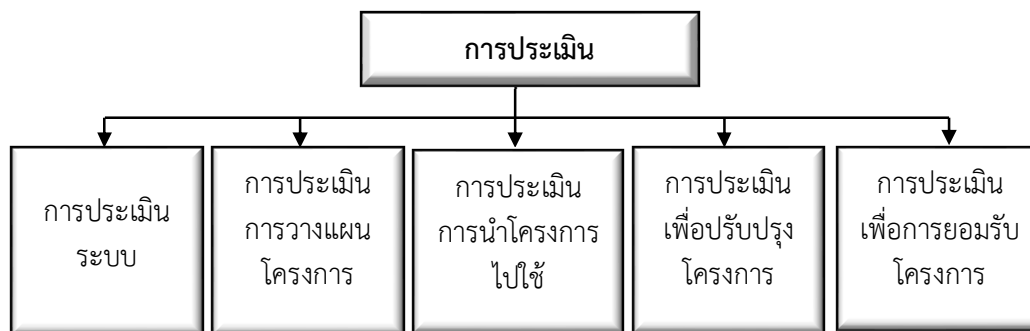 การประเมิน
การประเมิน
ระบบ
การประเมิน
การวางแผน
โครงการ
การประเมิน
การนำโครงการ
ไปใช้
การประเมิน
เพื่อปรับปรุง
โครงการ
การประเมิน
เพื่อการยอมรับ
โครงการ